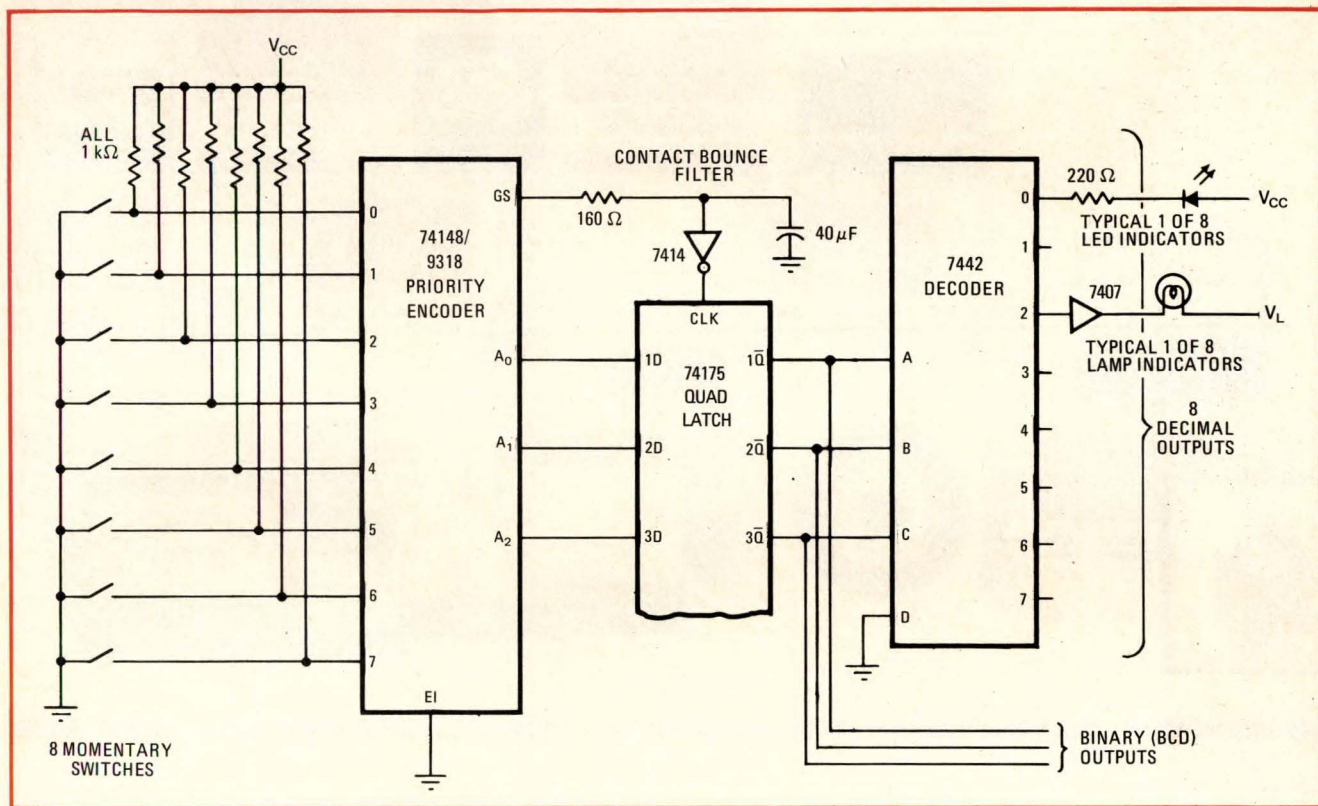 V_CC
ALL
1 kΩ
0
1
2
3
4
5
6
7
8 MOMENTARY
SWITCHES
74148/
9318
PRIORITY
ENCODER
GS
A₀
A₁
A₂
EI
CONTACT BOUNCE
FILTER
160 Ω
7414
40 μF
CLK
1D
2D
3D
74175
QUAD
LATCH
1Q̅
2Q̅
3Q̅
A
B
C
D
7442
DECODER
0
1
2
3
4
5
6
7
220 Ω
V_CC
TYPICAL 1 OF 8
LED INDICATORS
7407
V_L
TYPICAL 1 OF 8
LAMP INDICATORS
8
DECIMAL
OUTPUTS
BINARY (BCD)
OUTPUTS